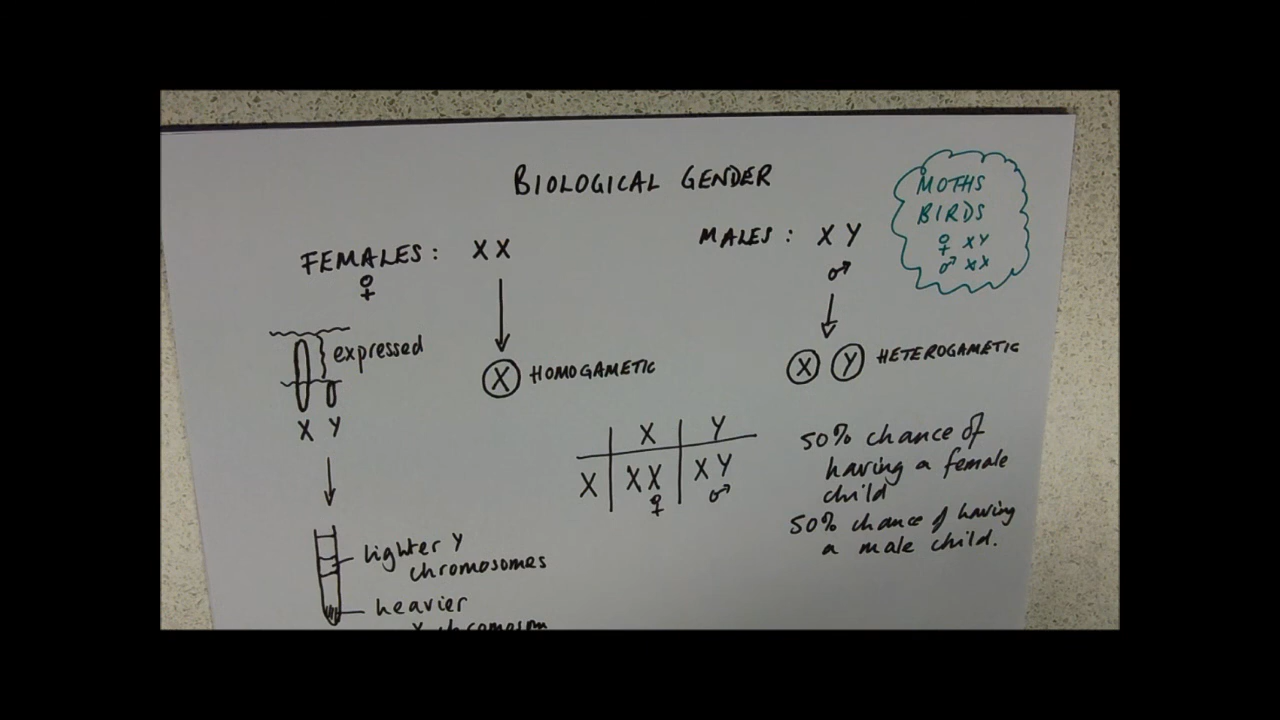 BIOLOGICAL GENDER
FEMALES: XX
♀
MALES: XY
♂
MOTHS
BIRDS
♀ XY
♂ XX
expressed
X Y
X HOMOGAMETIC
X Y HETEROGAMETIC
X Y
X XX XY
♀ ♂
50% chance of
having a female
child
50% chance of having
a male child.
lighter Y
chromosomes
heavier